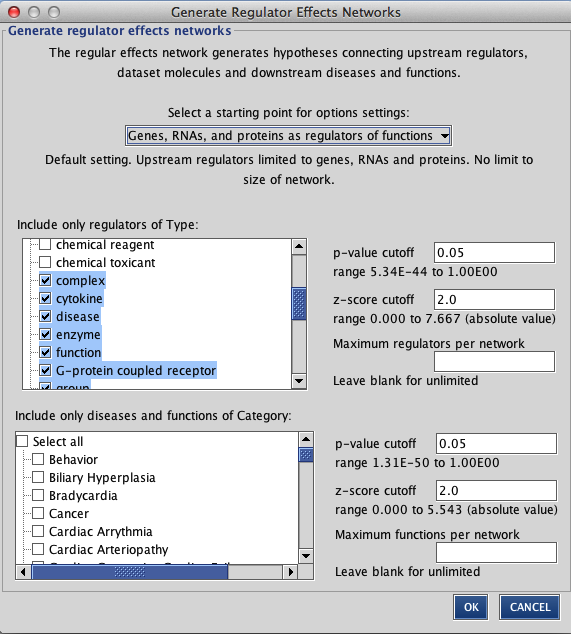 Generate Regulator Effects Networks
Generate regulator effects networks
The regular effects network generates hypotheses connecting upstream regulators,
dataset molecules and downstream diseases and functions.
Select a starting point for options settings:
Genes, RNAs, and proteins as regulators of functions
Default setting. Upstream regulators limited to genes, RNAs and proteins. No limit to
size of network.
Include only regulators of Type:
chemical reagent
chemical toxicant
complex
cytokine
disease
enzyme
function
G-protein coupled receptor
group
p-value cutoff 0.05
range 5.34E-44 to 1.00E00
z-score cutoff 2.0
range 0.000 to 7.667 (absolute value)
Maximum regulators per network
Leave blank for unlimited
Include only diseases and functions of Category:
Select all
Behavior
Biliary Hyperplasia
Bradycardia
Cancer
Cardiac Arrythmia
Cardiac Arteriopathy
p-value cutoff 0.05
range 1.31E-50 to 1.00E00
z-score cutoff 2.0
range 0.000 to 5.543 (absolute value)
Maximum functions per network
Leave blank for unlimited
OK CANCEL